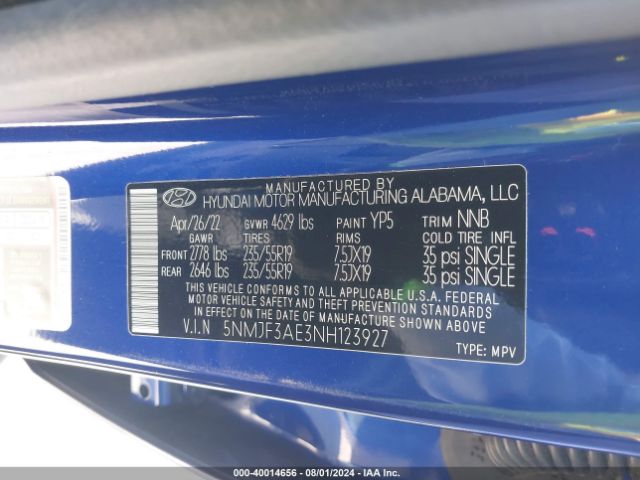 MANUFACTURED BY
HYUNDAI MOTOR MANUFACTURING ALABAMA, LLC
Apr/26/22 GVWR 4629 lbs PAINT YP5 TRIM NNB
GAWR TIRES RIMS COLD TIRE INFL
FRONT 2778 lbs 235/55R19 7.5JX19 35 psi SINGLE
REAR 2646 lbs 235/55R19 7.5JX19 35 psi SINGLE
THIS VEHICLE CONFORMS TO ALL APPLICABLE U.S.A. FEDERAL
MOTOR VEHICLE SAFETY AND THEFT PREVENTION STANDARDS
IN EFFECT ON THE DATE OF MANUFACTURE SHOWN ABOVE.
V.I.N 5NMJF3AE3NH123927
TYPE: MPV
000-40014656 - 08/01/2024 - IAA Inc.